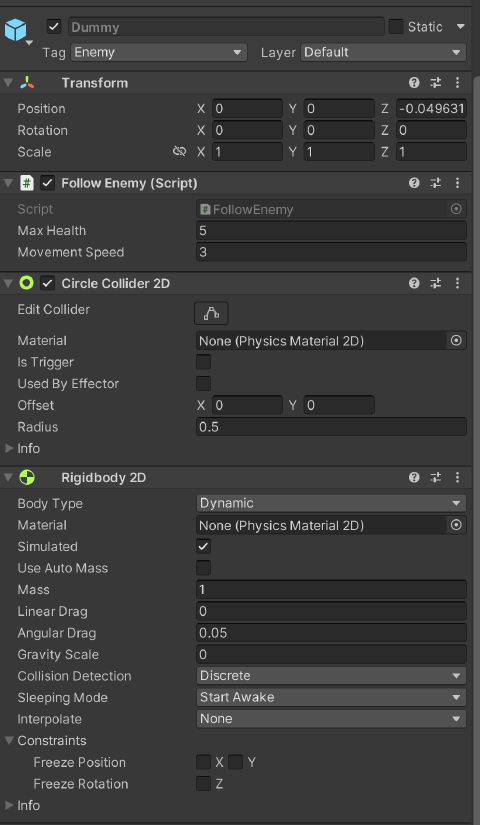 Dummy Static
Tag Enemy Layer Default
Transform
Position X 0 Y 0 Z -0.049631
Rotation X 0 Y 0 Z 0
Scale X 1 Y 1 Z 1
Follow Enemy (Script)
Script FollowEnemy
Max Health 5
Movement Speed 3
Circle Collider 2D
Edit Collider
Material None (Physics Material 2D)
Is Trigger
Used By Effector
Offset X 0 Y 0
Radius 0.5
Info
Rigidbody 2D
Body Type Dynamic
Material None (Physics Material 2D)
Simulated
Use Auto Mass
Mass 1
Linear Drag 0
Angular Drag 0.05
Gravity Scale 0
Collision Detection Discrete
Sleeping Mode Start Awake
Interpolate None
Constraints
Freeze Position X Y
Freeze Rotation Z
Info